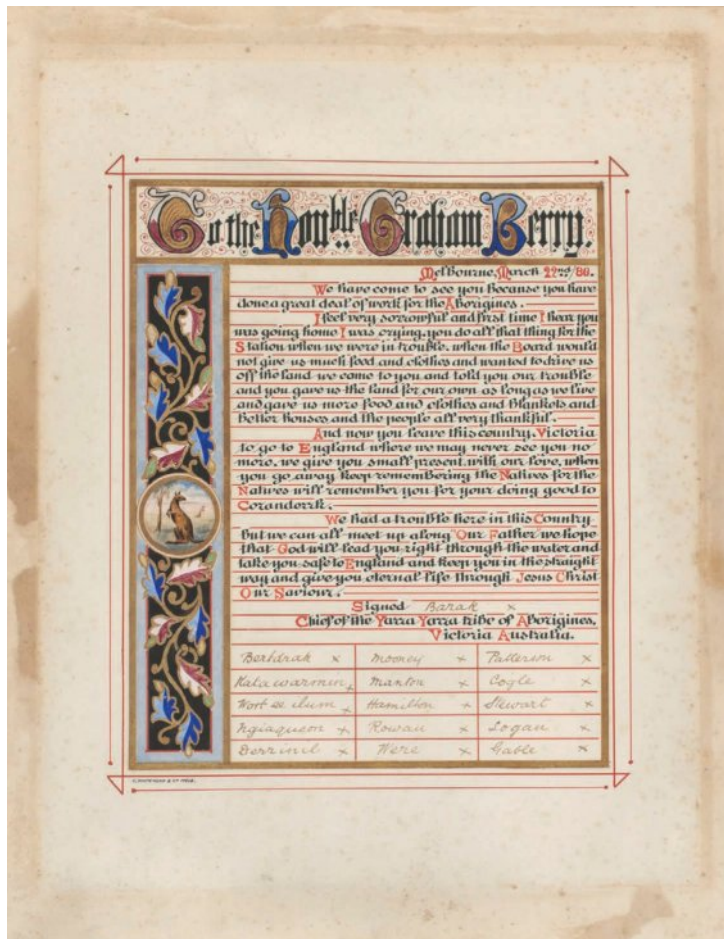 To the Honble. Graham Berry.
Melbourne, March. 22nd/86.
We have come to see you because you have
done a great deal of work for the Aborigines.
I feel very sorrowful and first time I hear you
was going home I was crying, you do all that thing for the
Station when we were in trouble. when the Board would
not give us much food and clothes and wanted to drive us
off the land we came to you and told you our trouble
and you gave us the land for our own as long as we live
and gave us more food and clothes and blankets and
better houses and the people all very thankful.
And now you leave this country. Victoria
to go to England where we may never see you no
more. we give you small present with our love. when
you go away keep remembering the Natives for the
Natives will remember you for your doing good to
Coranderrk.
We had a trouble here in this Country
but we can all meet up along "Our Father" we hope
that God will lead you right through the water and
take you safe to England and keep you in the straight
way and give you eternal life through Jesus Christ
Our Saviour.
Signed Barak x
Chief of the Yarra Yarra tribe of Aborigines,
Victoria Australia.
Berdrak x Mooney x Patterson x
Katawarnin x Manton x Cogle x
Wort ee ilum x Hamilton x Stewart x
Ngiaqueon x Rowan x Logan x
Derrinil x Were x Gable x